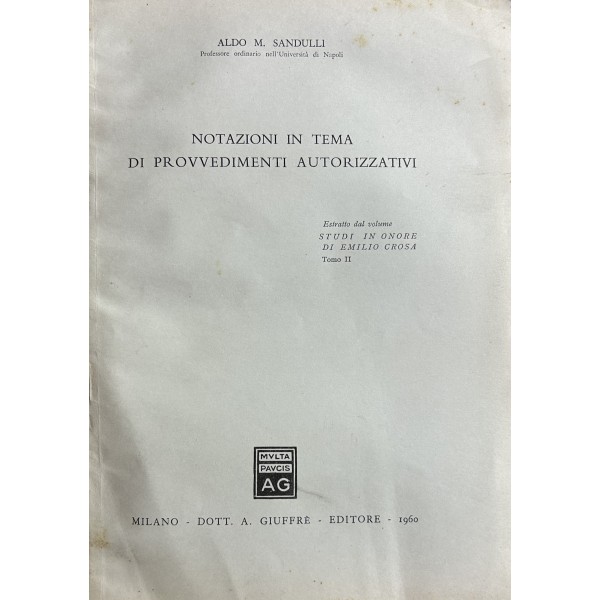 ALDO M. SANDULLI
Professore ordinario nell'Università di Napoli
NOTAZIONI IN TEMA
DI PROVVEDIMENTI AUTORIZZATIVI
Estratto dal volume
STUDI IN ONORE
DI EMILIO CROSA
Tomo II
MVLTA
PAVCIS
AG
MILANO - DOTT. A. GIUFFRÈ - EDITORE - 1960